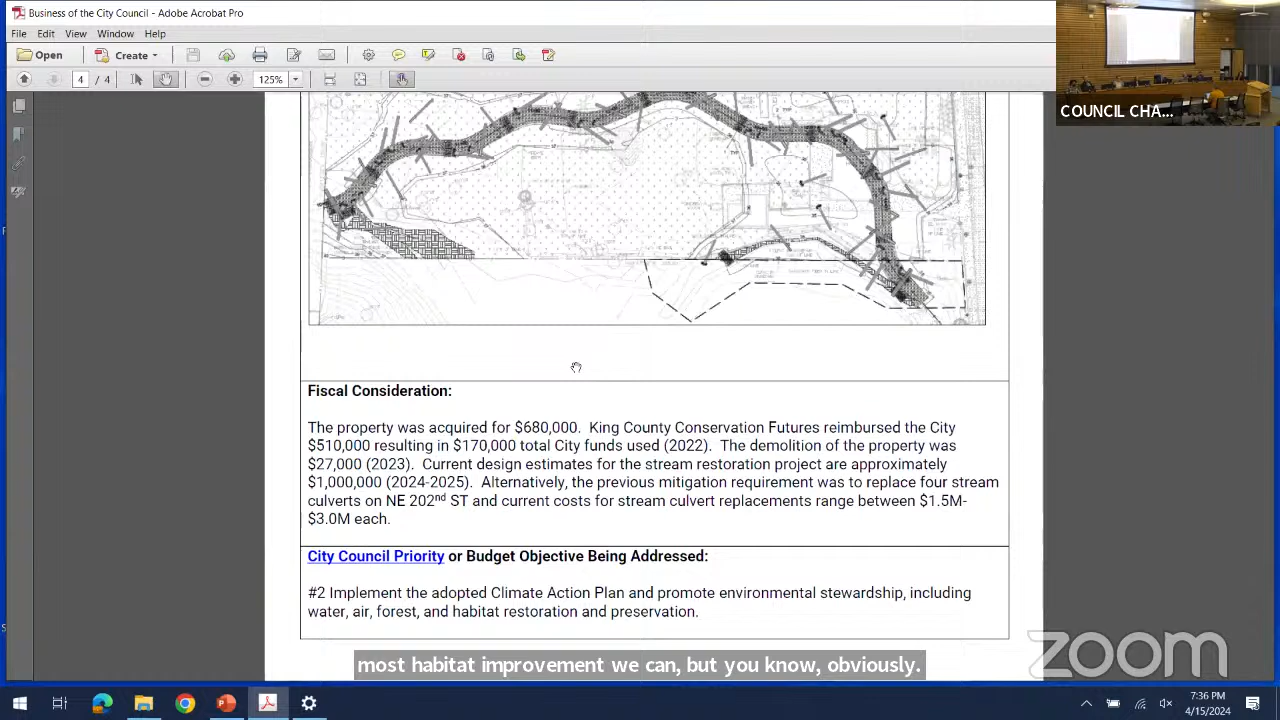 Business of the City Council - Adobe Acrobat Pro
File Edit View Window Help
Open
Create
4 / 4
125%
COUNCIL CHA...
Fiscal Consideration:
The property was acquired for $680,000. King County Conservation Futures reimbursed the City
$510,000 resulting in $170,000 total City funds used (2022). The demolition of the property was
$27,000 (2023). Current design estimates for the stream restoration project are approximately
$1,000,000 (2024-2025). Alternatively, the previous mitigation requirement was to replace four stream
culverts on NE 202nd ST and current costs for stream culvert replacements range between $1.5M-
$3.0M each.
City Council Priority or Budget Objective Being Addressed:
#2 Implement the adopted Climate Action Plan and promote environmental stewardship, including
water, air, forest, and habitat restoration and preservation.
most habitat improvement we can, but you know, obviously.
zoom
7:36 PM
4/15/2024